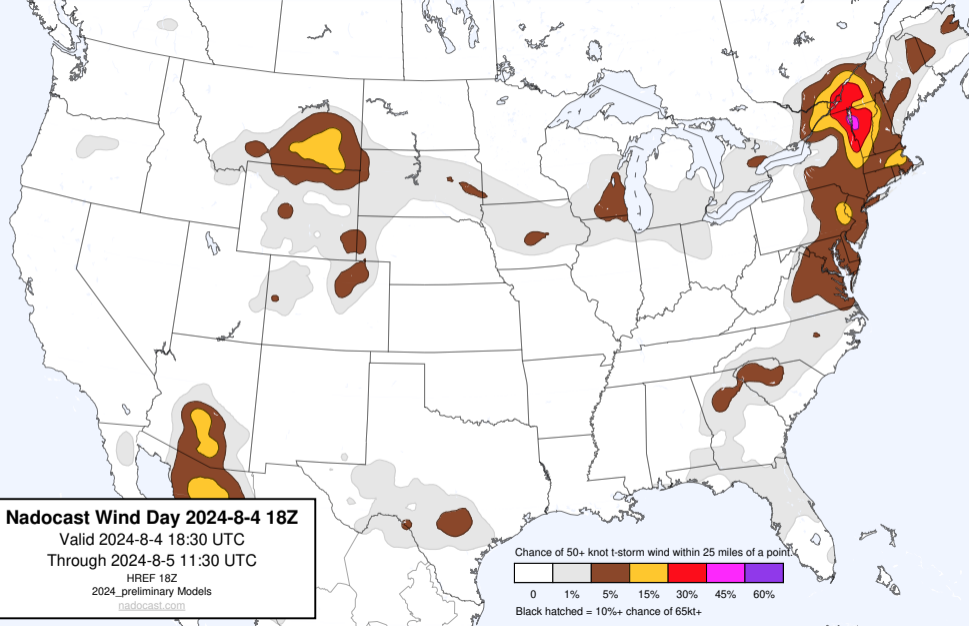 Nadocast Wind Day 2024-8-4 18Z
Valid 2024-8-4 18:30 UTC
Through 2024-8-5 11:30 UTC
HREF 18Z
2024_preliminary Models
nadocast.com
Chance of 50+ knot t-storm wind within 25 miles of a point.
0 1% 5% 15% 30% 45% 60%
Black hatched = 10%+ chance of 65kt+